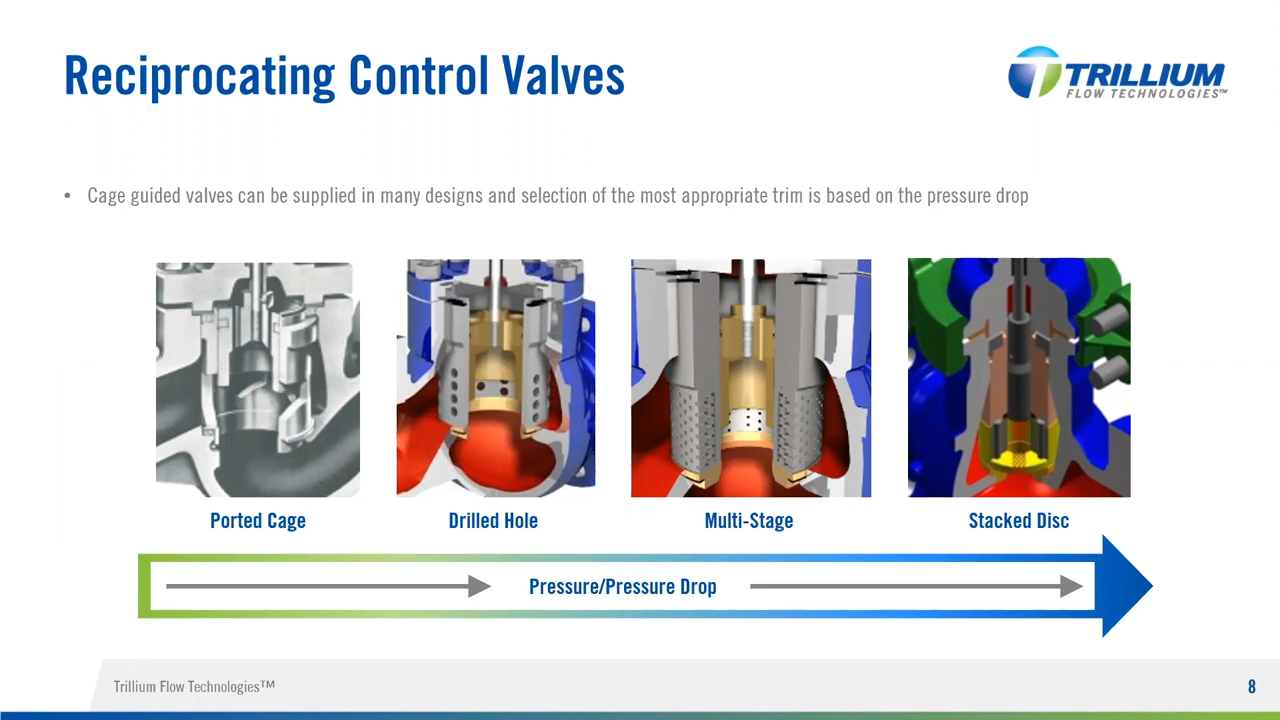 Reciprocating Control Valves
TRILLIUM
FLOW TECHNOLOGIES™
• Cage guided valves can be supplied in many designs and selection of the most appropriate trim is based on the pressure drop
Ported Cage
Drilled Hole
Multi-Stage
Stacked Disc
Pressure/Pressure Drop
Trillium Flow Technologies™
8